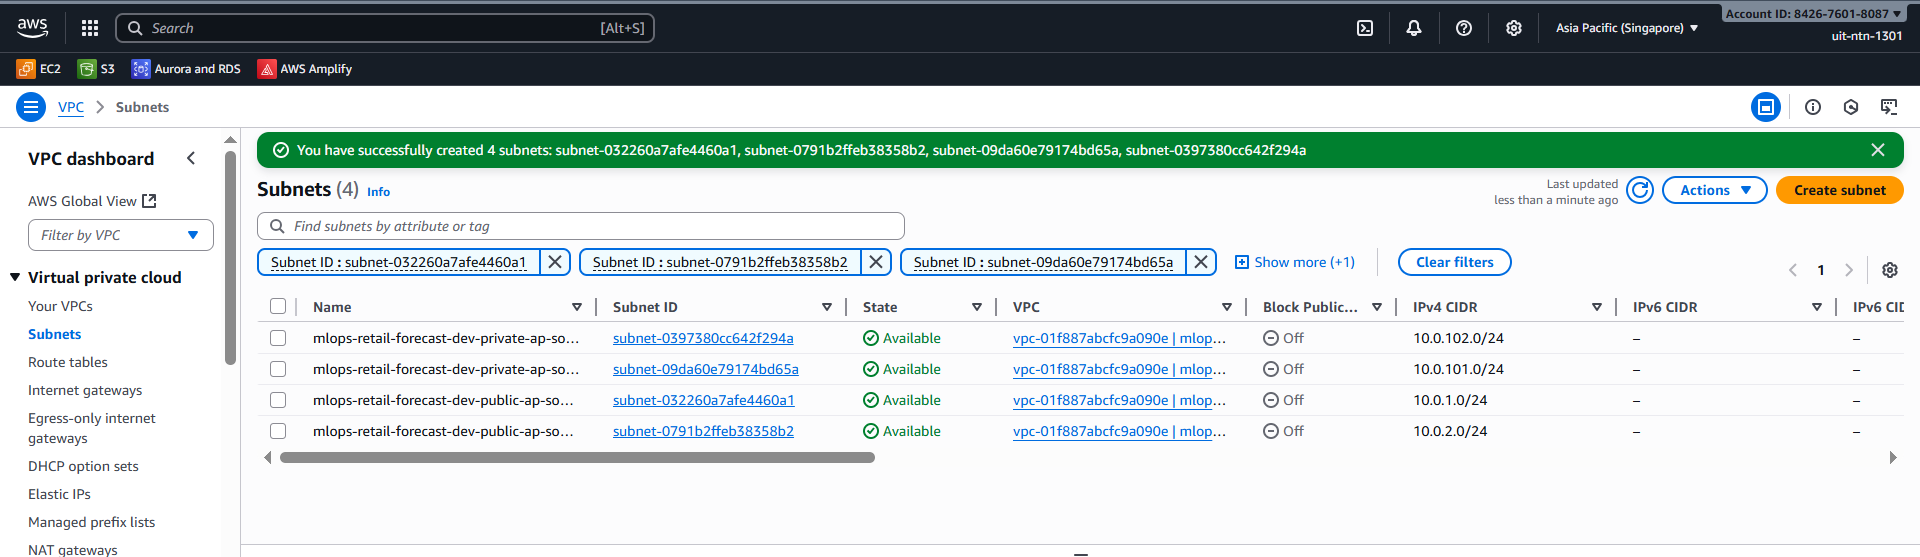 aws
Search [Alt+S]
Asia Pacific (Singapore)
Account ID: 8426-7601-8087
uit-ntn-1301
EC2 S3 Aurora and RDS AWS Amplify
VPC Subnets
VPC dashboard
AWS Global View
Filter by VPC
Virtual private cloud
Your VPCs
Subnets
Route tables
Internet gateways
Egress-only internet
gateways
DHCP option sets
Elastic IPs
Managed prefix lists
NAT gateways
You have successfully created 4 subnets: subnet-032260a7afe4460a1, subnet-0791b2ffeb38358b2, subnet-09da60e79174bd65a, subnet-0397380cc642f294a
Subnets (4) Info
Last updated
less than a minute ago
Actions
Create subnet
Find subnets by attribute or tag
Subnet ID : subnet-032260a7afe4460a1 Subnet ID : subnet-0791b2ffeb38358b2 Subnet ID : subnet-09da60e79174bd65a Show more (+1) Clear filters
1
Name Subnet ID State VPC Block Public... IPv4 CIDR IPv6 CIDR IPv6 CID
mlops-retail-forecast-dev-private-ap-so... subnet-0397380cc642f294a Available vpc-01f887abcfc9a090e | mlop... Off 10.0.102.0/24 – –
mlops-retail-forecast-dev-private-ap-so... subnet-09da60e79174bd65a Available vpc-01f887abcfc9a090e | mlop... Off 10.0.101.0/24 – –
mlops-retail-forecast-dev-public-ap-so... subnet-032260a7afe4460a1 Available vpc-01f887abcfc9a090e | mlop... Off 10.0.1.0/24 – –
mlops-retail-forecast-dev-public-ap-so... subnet-0791b2ffeb38358b2 Available vpc-01f887abcfc9a090e | mlop... Off 10.0.2.0/24 – –